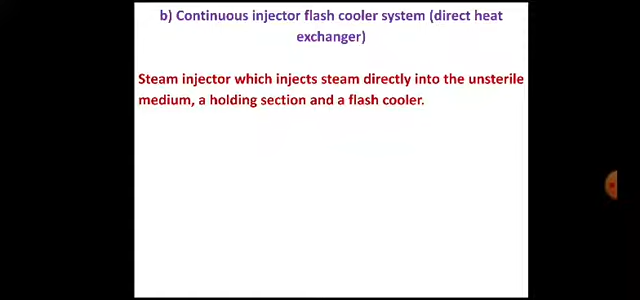 b) Continuous injector flash cooler system (direct heat
exchanger)
Steam injector which injects steam directly into the unsterile
medium, a holding section and a flash cooler.